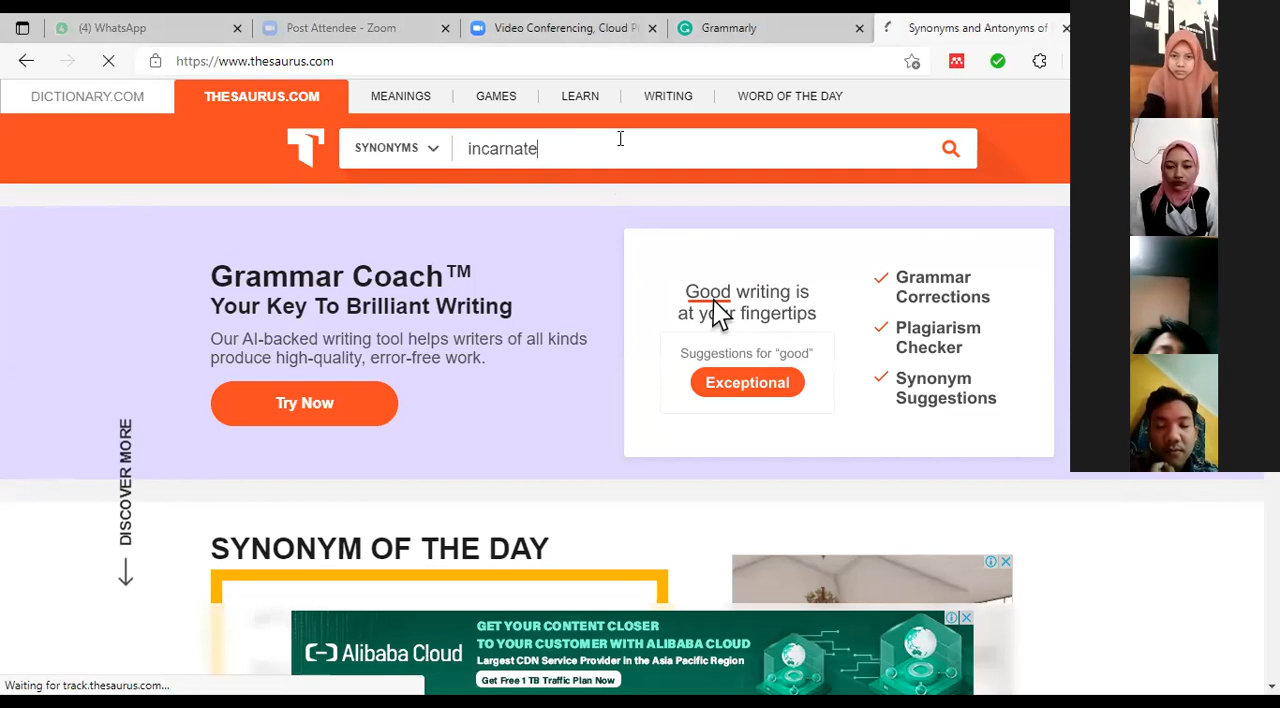 (4) WhatsApp
Post Attendee - Zoom
Video Conferencing, Cloud P
Grammarly
Synonyms and Antonyms of
https://www.thesaurus.com
DICTIONARY.COM
THESAURUS.COM
MEANINGS
GAMES
LEARN
WRITING
WORD OF THE DAY
SYNONYMS
incarnate
Grammar Coach™
Your Key To Brilliant Writing
Our AI-backed writing tool helps writers of all kinds
produce high-quality, error-free work.
Try Now
Good writing is
at your fingertips
Suggestions for “good”
Exceptional
Grammar
Corrections
Plagiarism
Checker
Synonym
Suggestions
DISCOVER MORE
SYNONYM OF THE DAY
Alibaba Cloud
GET YOUR CONTENT CLOSER
TO YOUR CUSTOMER WITH ALIBABA CLOUD
Largest CDN Service Provider in the Asia Pacific Region
Get Free 1 TB Traffic Plan Now
Waiting for track.thesaurus.com...